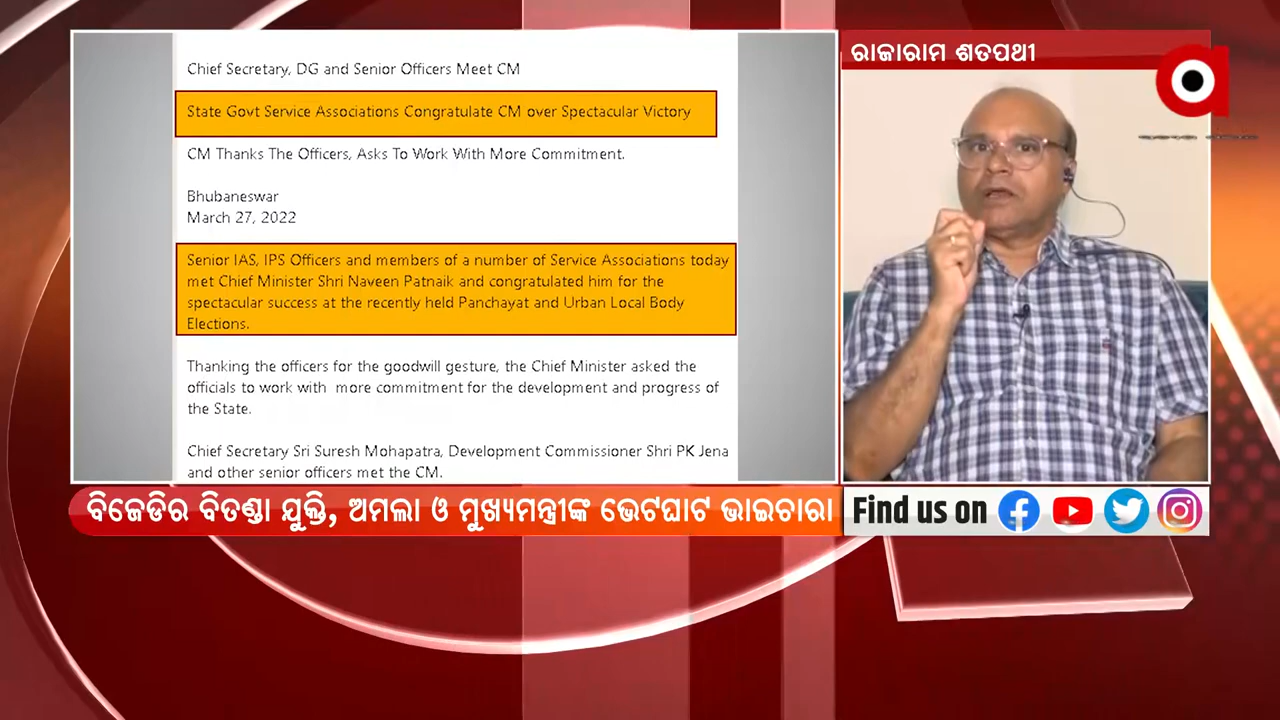 Chief Secretary, DG and Senior Officers Meet CM
State Govt Service Associations Congratulate CM over Spectacular Victory
CM Thanks The Officers, Asks To Work With More Commitment.
Bhubaneswar
March 27, 2022
Senior IAS, IPS Officers and members of a number of Service Associations today
met Chief Minister Shri Naveen Patnaik and congratulated him for the
spectacular success at the recently held Panchayat and Urban Local Body
Elections.
Thanking the officers for the goodwill gesture, the Chief Minister asked the
officials to work with more commitment for the development and progress of
the State.
Chief Secretary Sri Suresh Mohapatra, Development Commissioner Shri PK Jena
and other senior officers met the CM.
ରାଜାରାମ ଶତପଥୀ
ବିଜେଡିର ବିତଣ୍ଡା ଯୁକ୍ତି, ଅମଲା ଓ ମୁଖ୍ୟମନ୍ତ୍ରୀଙ୍କ ଭେଟଘାଟ ଭାଇଚାରା
Find us on